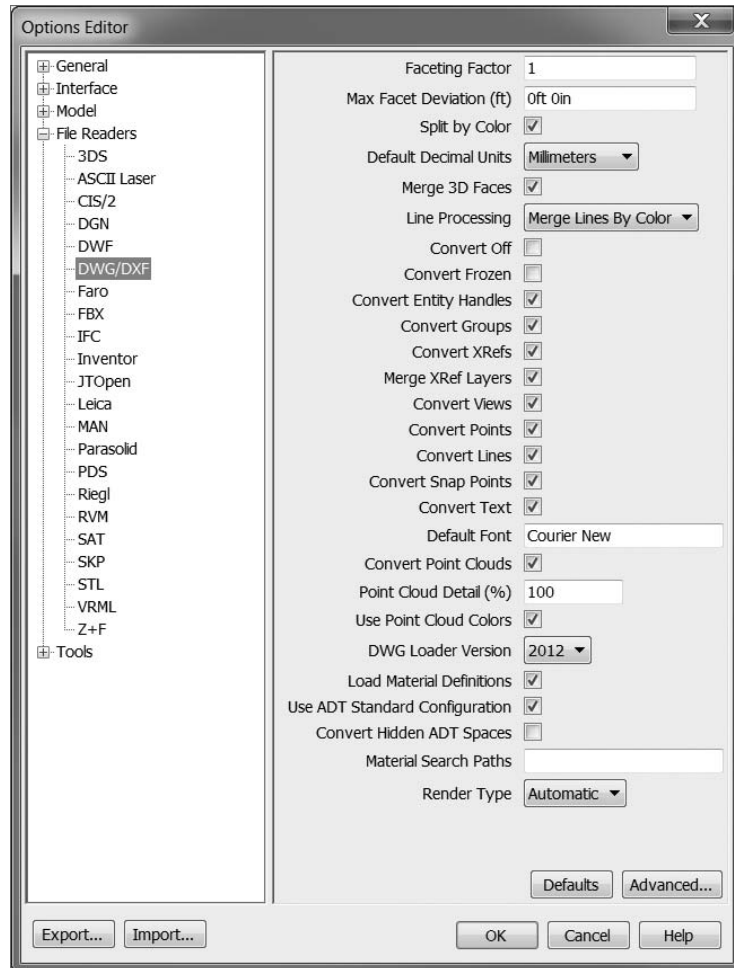 Options Editor
X
General
Interface
Model
File Readers
3DS
ASCII Laser
CIS/2
DGN
DWF
DWG/DXF
Faro
FBX
IFC
Inventor
JTOpen
Leica
MAN
Parasolid
PDS
Riegl
RVM
SAT
SKP
STL
VRML
Z+F
Tools
Faceting Factor 1
Max Facet Deviation (ft) 0ft 0in
Split by Color
Default Decimal Units Millimeters
Merge 3D Faces
Line Processing Merge Lines By Color
Convert Off
Convert Frozen
Convert Entity Handles
Convert Groups
Convert XRefs
Merge XRef Layers
Convert Views
Convert Points
Convert Lines
Convert Snap Points
Convert Text
Default Font Courier New
Convert Point Clouds
Point Cloud Detail (%) 100
Use Point Cloud Colors
DWG Loader Version 2012
Load Material Definitions
Use ADT Standard Configuration
Convert Hidden ADT Spaces
Material Search Paths
Render Type Automatic
Defaults Advanced...
Export... Import... OK Cancel Help